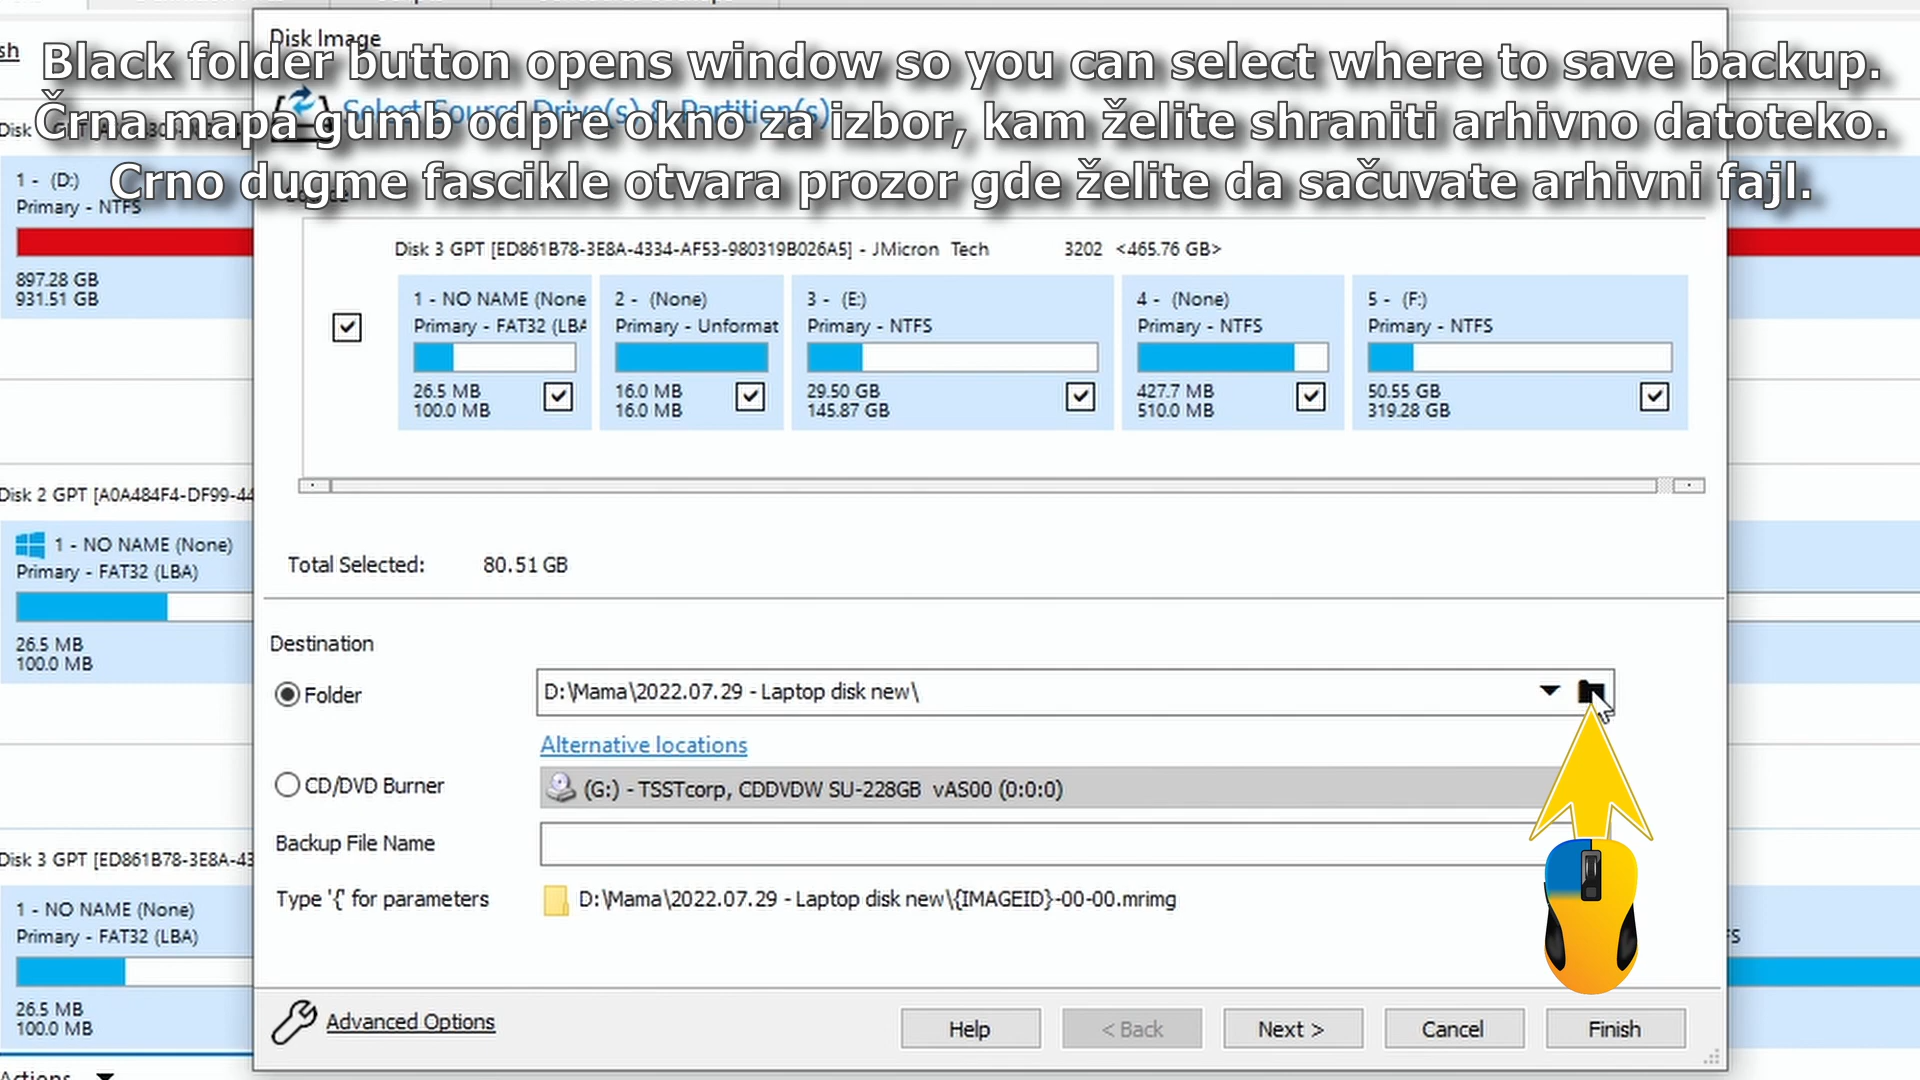 Disk Image
Black folder button opens window so you can select where to save backup.
Select Source Drive(s) & Partition(s)
Črna mapa gumb odpre okno za izbor, kam želite shraniti arhivno datoteko.
Crno dugme fascikle otvara prozor gde želite da sačuvate arhivni fajl.
1 - (D:)
Primary - NTFS
897.28 GB
931.51 GB
Disk 3 GPT [ED861B78-3E8A-4334-AF53-980319B026A5] - JMicron Tech 3202 <465.76 GB>
1 - NO NAME (None
Primary - FAT32 (LBA
26.5 MB
100.0 MB
2 - (None)
Primary - Unformat
16.0 MB
16.0 MB
3 - (E:)
Primary - NTFS
29.50 GB
145.87 GB
4 - (None)
Primary - NTFS
427.7 MB
510.0 MB
5 - (F:)
Primary - NTFS
50.55 GB
319.28 GB
Disk 2 GPT [A0A484F4-DF99-44
1 - NO NAME (None)
Primary - FAT32 (LBA)
26.5 MB
100.0 MB
Total Selected: 80.51 GB
Destination
Folder
D:\Mama\2022.07.29 - Laptop disk new\
Alternative locations
CD/DVD Burner
(G:) - TSSTcorp, CDDVDW SU-228GB vAS00 (0:0:0)
Backup File Name
Type '{' for parameters
D:\Mama\2022.07.29 - Laptop disk new\{IMAGEID}-00-00.mrimg
Disk 3 GPT [ED861B78-3E8A-43
1 - NO NAME (None)
Primary - FAT32 (LBA)
26.5 MB
100.0 MB
Advanced Options
Help
< Back
Next >
Cancel
Finish
Actions